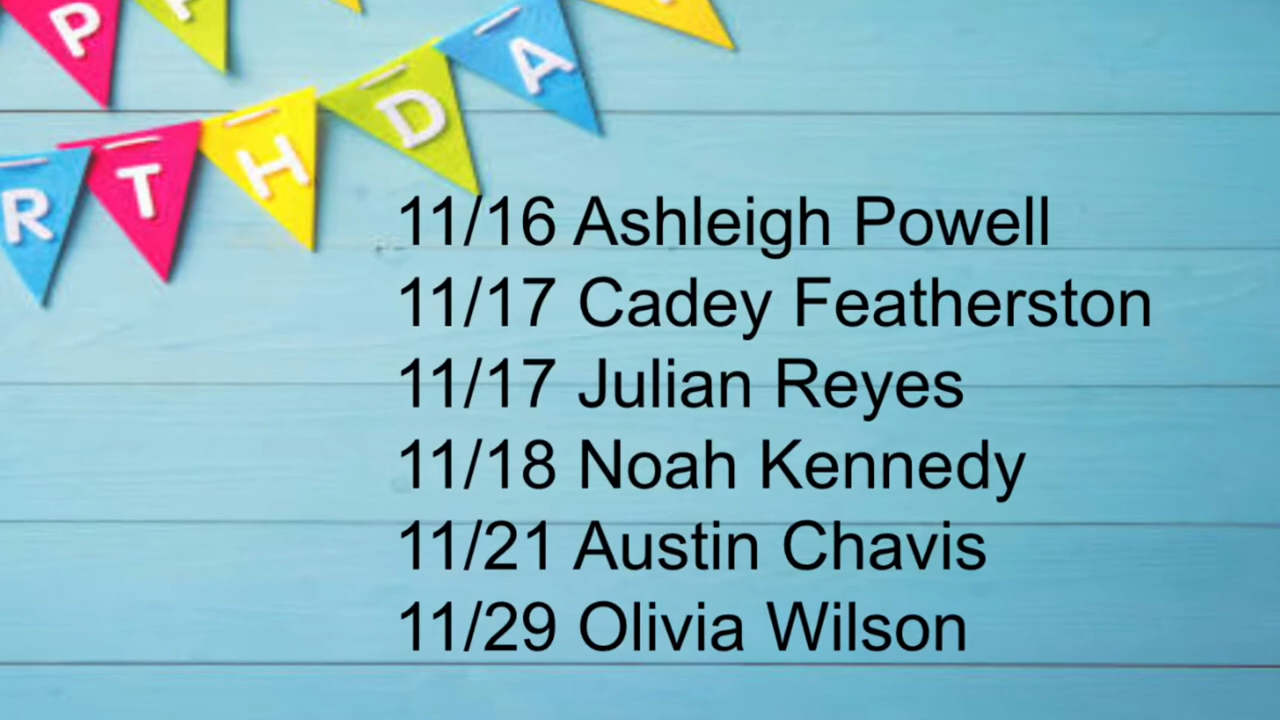 P
RTHDA
11/16 Ashleigh Powell
11/17 Cadey Featherston
11/17 Julian Reyes
11/18 Noah Kennedy
11/21 Austin Chavis
11/29 Olivia Wilson